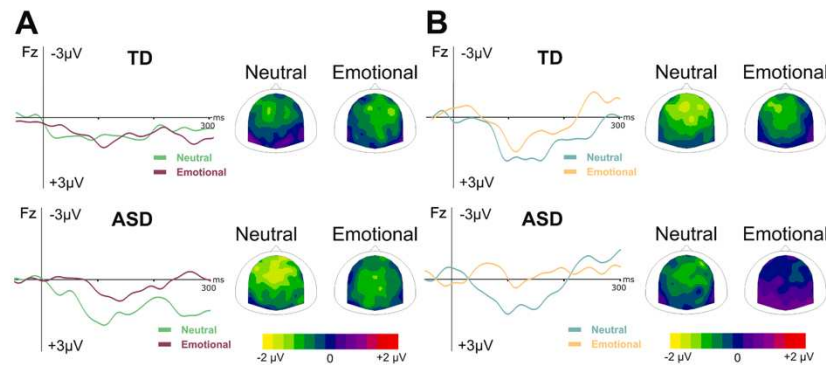 A
Fz
-3µV
TD
Neutral
Emotional
ms
300
Neutral
Emotional
+3µV
Fz
-3µV
ASD
Neutral
Emotional
ms
300
Neutral
Emotional
+3µV
-2 µV
0
+2 µV
B
Fz
-3µV
TD
Neutral
Emotional
ms
300
Neutral
Emotional
+3µV
Fz
-3µV
ASD
Neutral
Emotional
ms
300
Neutral
Emotional
+3µV
-2 µV
0
+2 µV